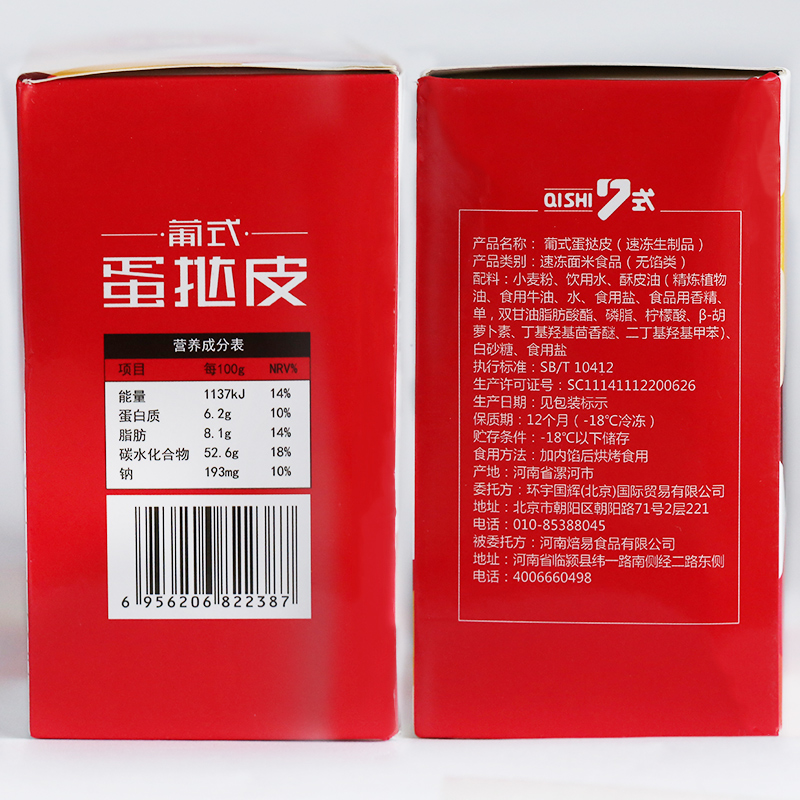 葡式
蛋挞皮
营养成分表
项目 每100g NRV%
能量 1137kJ 14%
蛋白质 6.2g 10%
脂肪 8.1g 14%
碳水化合物 52.6g 18%
钠 193mg 10%
6 956206 822387
QISHI 7式
产品名称：葡式蛋挞皮（速冻生制品）
产品类别：速冻面米食品（无馅类）
配料：小麦粉、饮用水、酥皮油（精炼植物
油、食用牛油、水、食用盐、食品用香精、
单，双甘油脂肪酸酯、磷脂、柠檬酸、β-胡
萝卜素、丁基羟基茴香醚、二丁基羟基甲苯）、
白砂糖、食用盐
执行标准：SB/T 10412
生产许可证号：SC11141112200626
生产日期：见包装标示
保质期：12个月（-18℃冷冻）
贮存条件：-18℃以下储存
食用方法：加内馅后烘烤食用
产地：河南省漯河市
委托方：环宇国辉(北京)国际贸易有限公司
地址：北京市朝阳区朝阳路71号2层221
电话：010-85388045
被委托方：河南焙易食品有限公司
地址：河南省临颍县纬一路南侧经二路东侧
电话：4006660498